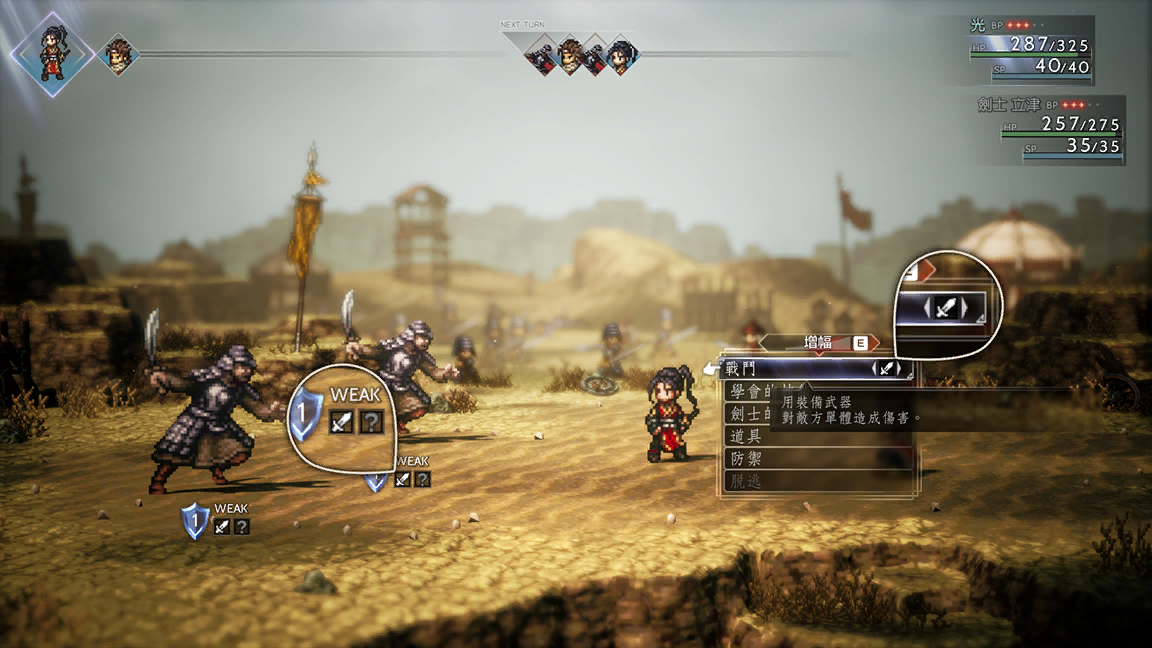 NEXT TURN
光 BP
HP 287/325
SP 40/40
劍士 立津 BP
HP 257/275
SP 35/35
增幅 E
戰鬥
學會的
劍士的
道具
防禦
脫逃
用裝備武器
對敵方單體造成傷害。
1 WEAK ?
WEAK ?
1 WEAK ?